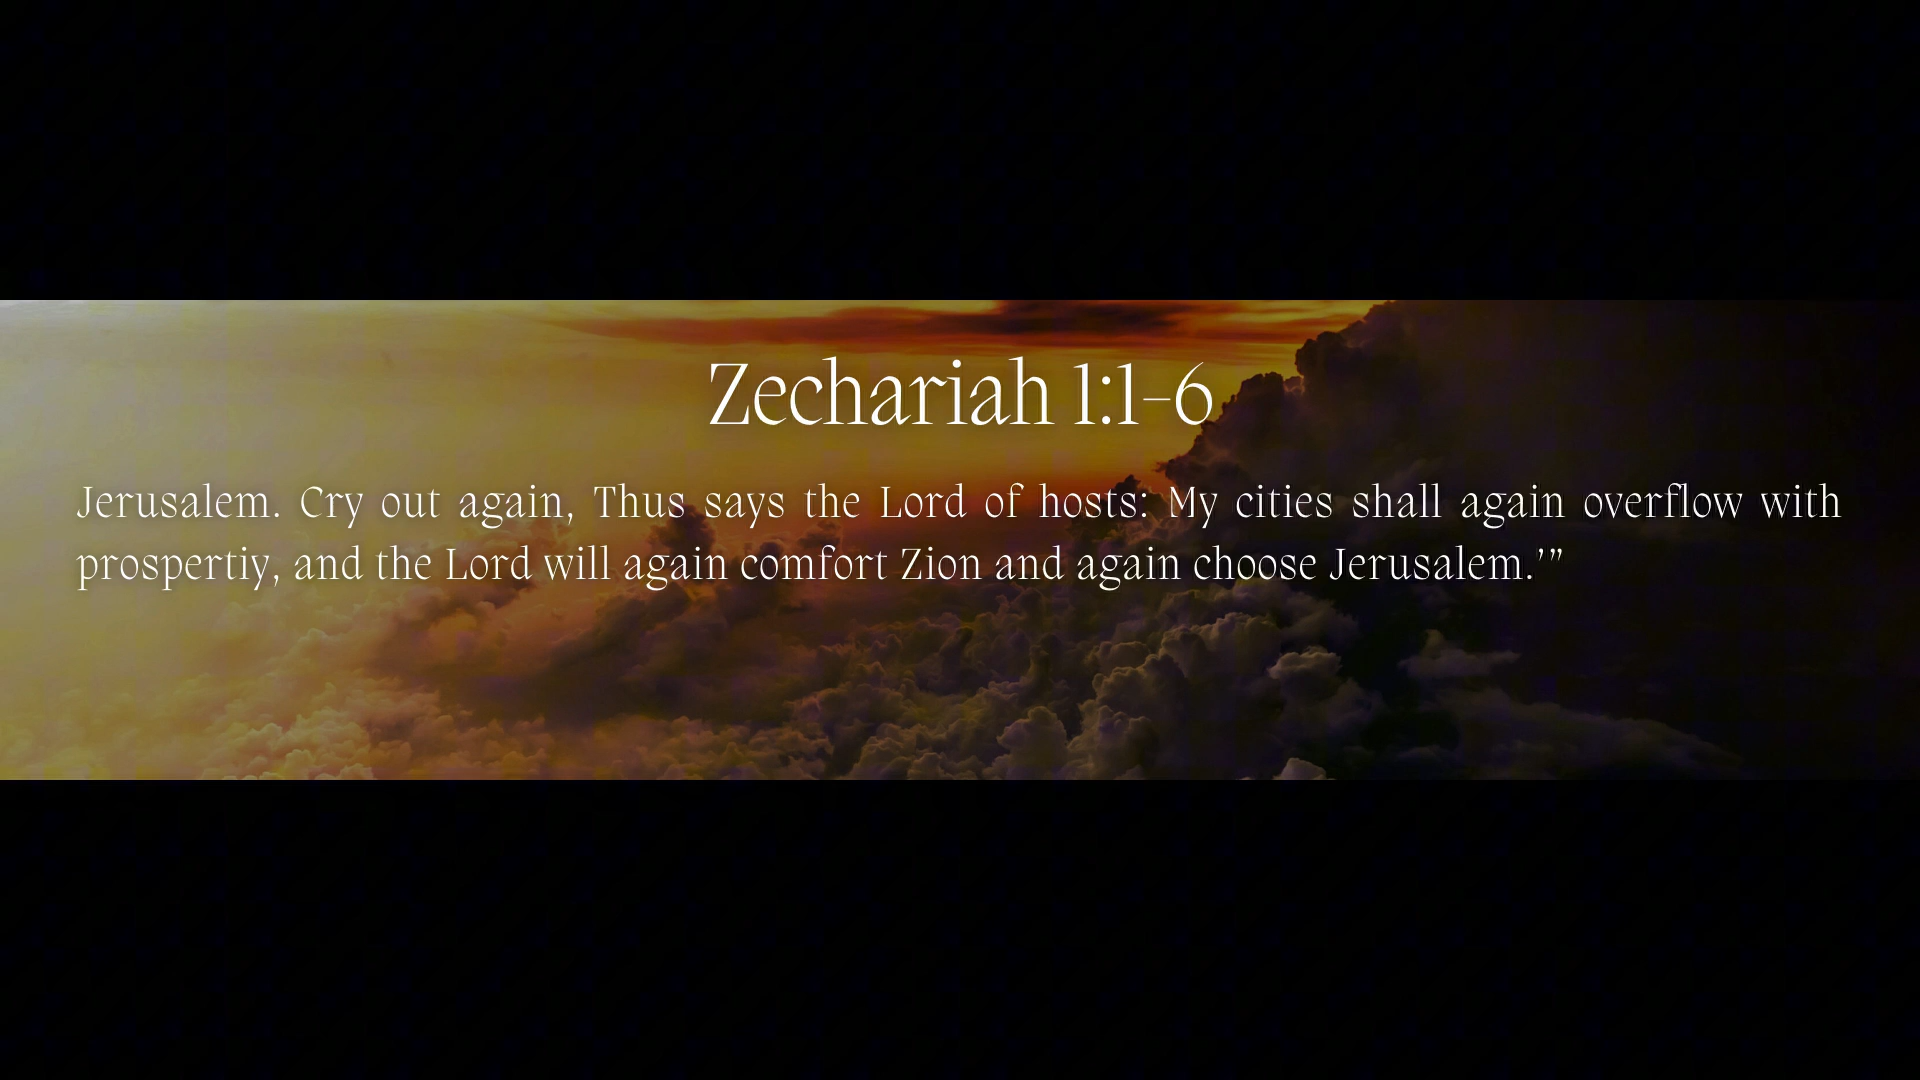 Zechariah 1:1–6
Jerusalem. Cry out again, Thus says the Lord of hosts: My cities shall again overflow with
prospertiy, and the Lord will again comfort Zion and again choose Jerusalem.’”